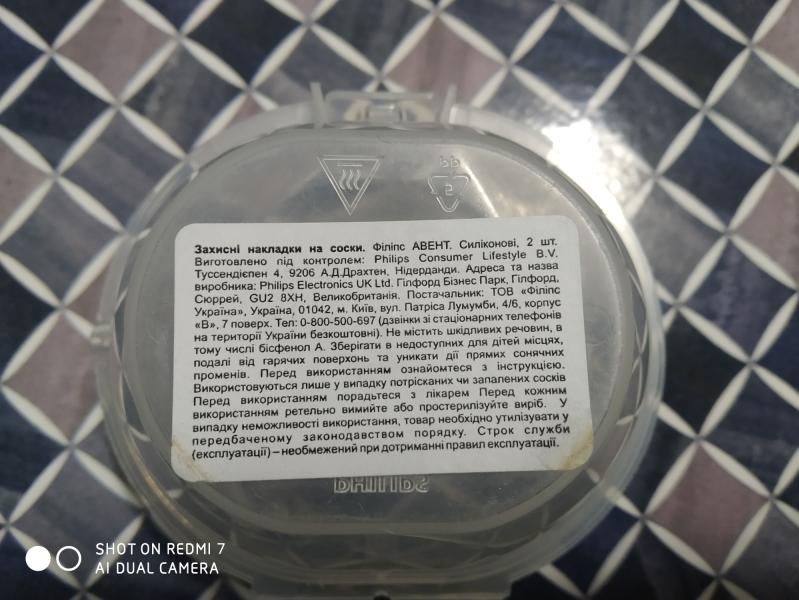 Захисні накладки на соски. Філіпс АВЕНТ. Силіконові, 2 шт.
Виготовлено під контролем: Philips Consumer Lifestyle B.V.
Туссендієпен 4, 9206 А.Д.Драхтен, Нідерданди. Адреса та назва
виробника: Philips Electronics UK Ltd. Гілфорд Бізнес Парк, Гілфорд,
Сюррей, GU2 8XH, Великобританія. Постачальник: ТОВ «Філіпс
Україна», Україна, 01042, м. Київ, вул. Патріса Лумумби, 4/6, корпус
«В», 7 поверх. Тел: 0-800-500-697 (дзвінки зі стаціонарних телефонів
на території України безкоштовні). Не містить шкідливих речовин, в
тому числі бісфенол А. Зберігати в недоступних для дітей місцях,
подалі від гарячих поверхонь та уникати дії прямих сонячних
променів. Перед використанням ознайомтеся з інструкцією.
Використовуються лише у випадку потрісканих чи запалених сосків
Перед використанням порадьтеся з лікарем Перед кожним
використанням ретельно вимийте або простерилізуйте виріб. У
випадку неможливості використання, товар необхідно утилізувати у
передбаченому законодавством порядку. Строк служби
(експлуатації) – необмежений при дотриманні правил експлуатації.
PHILIPS
SHOT ON REDMI 7
AI DUAL CAMERA